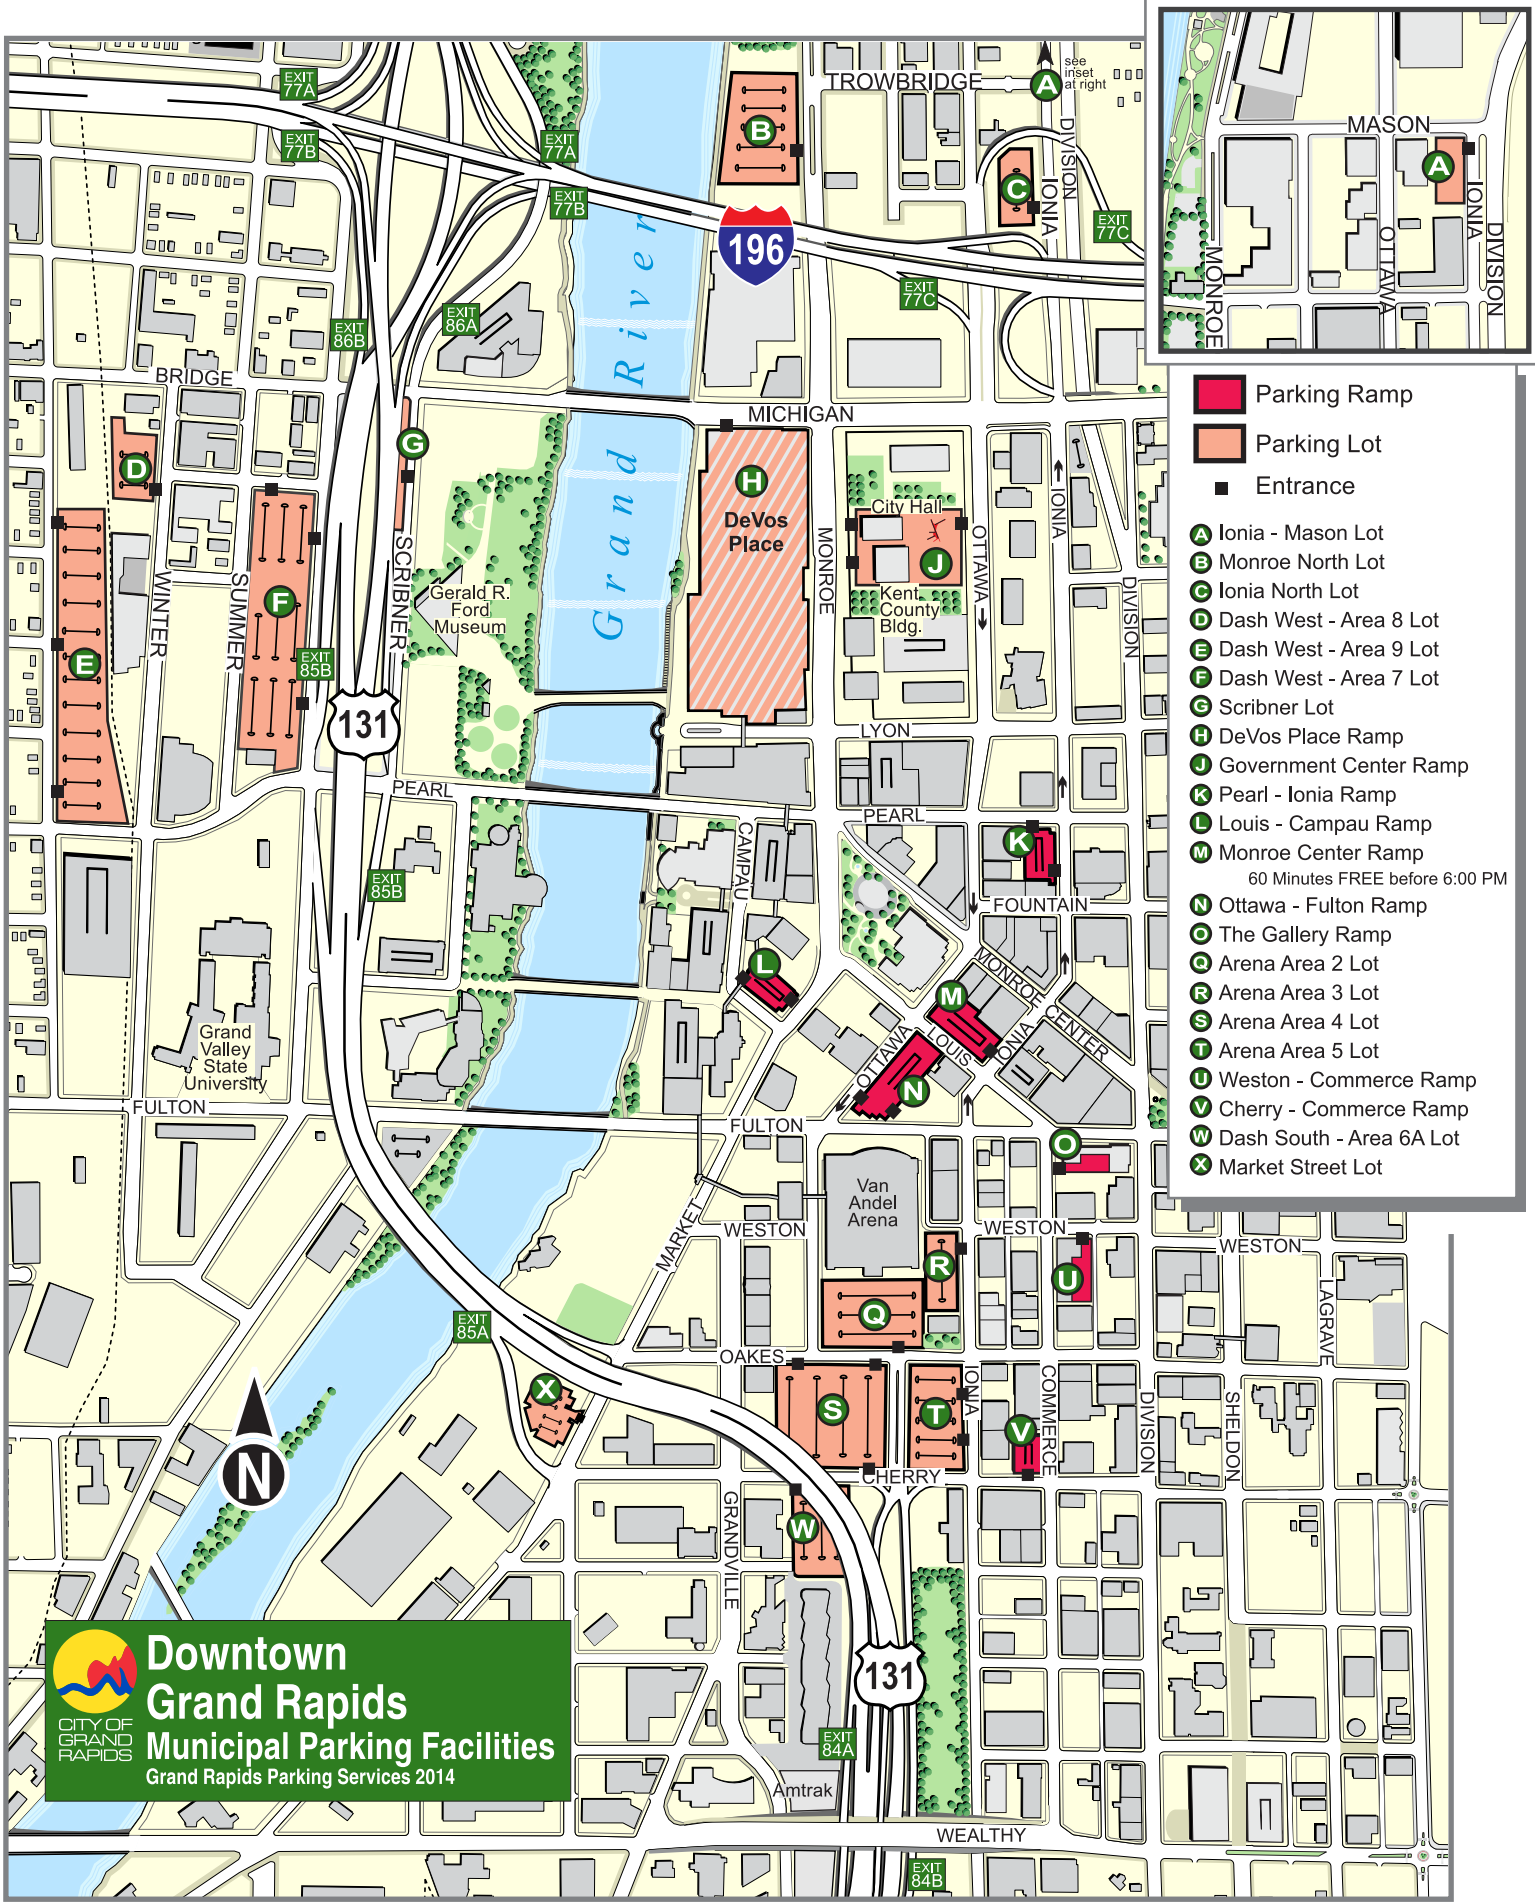 EXIT
77A
EXIT
77B
EXIT
77A
EXIT
77B
TROWBRIDGE
A
see
inset
at right
B
C
DIVISION
IONIA
EXIT
77C
196
EXIT
77C
EXIT
86A
EXIT
86B
BRIDGE
MICHIGAN
Grand River
MASON
A
IONIA
DIVISION
OTTAWA
MONROE
Parking Ramp
Parking Lot
Entrance
A Ionia - Mason Lot
B Monroe North Lot
C Ionia North Lot
D Dash West - Area 8 Lot
E Dash West - Area 9 Lot
F Dash West - Area 7 Lot
G Scribner Lot
H DeVos Place Ramp
J Government Center Ramp
K Pearl - Ionia Ramp
L Louis - Campau Ramp
M Monroe Center Ramp
60 Minutes FREE before 6:00 PM
N Ottawa - Fulton Ramp
O The Gallery Ramp
Q Arena Area 2 Lot
R Arena Area 3 Lot
S Arena Area 4 Lot
T Arena Area 5 Lot
U Weston - Commerce Ramp
V Cherry - Commerce Ramp
W Dash South - Area 6A Lot
X Market Street Lot
D
G
H
DeVos
Place
City Hall
J
Kent
County
Bldg.
IONIA
OTTAWA
MONROE
DIVISION
E
F
WINTER
SUMMER
SCRIBNER
Gerald R.
Ford
Museum
EXIT
85B
131
LYON
PEARL
PEARL
CAMPAU
K
EXIT
85B
FOUNTAIN
L
M
MONROE CENTER
OTTAWA
LOUIS
IONIA
N
Grand
Valley
State
University
FULTON
FULTON
O
Van
Andel
Arena
WESTON
WESTON
WESTON
MARKET
R
U
Q
LAGRAVE
EXIT
85A
OAKES
X
S
T
IONIA
V
COMMERCE
DIVISION
SHELDON
CHERRY
N
W
GRANDVILLE
131
EXIT
84A
Amtrak
WEALTHY
EXIT
84B
CITY OF
GRAND
RAPIDS
Downtown
Grand Rapids
Municipal Parking Facilities
Grand Rapids Parking Services 2014